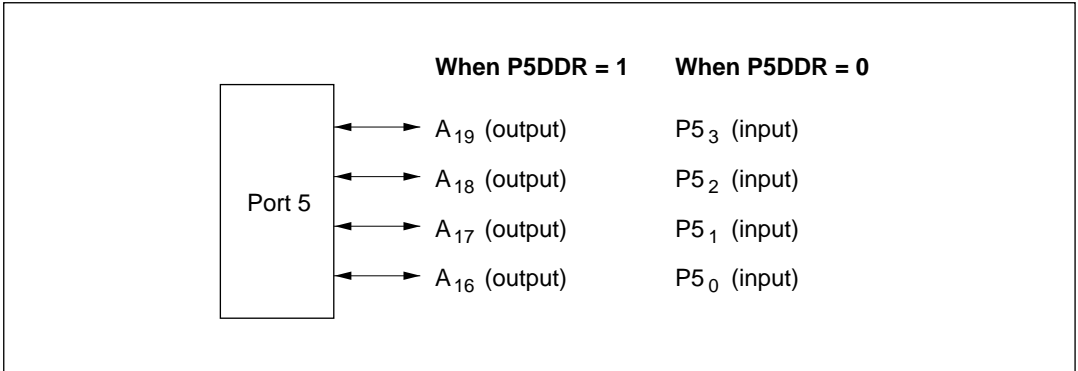 When P5DDR = 1 When P5DDR = 0
A19 (output) P53 (input)
A18 (output) P52 (input)
Port 5
A17 (output) P51 (input)
A16 (output) P50 (input)